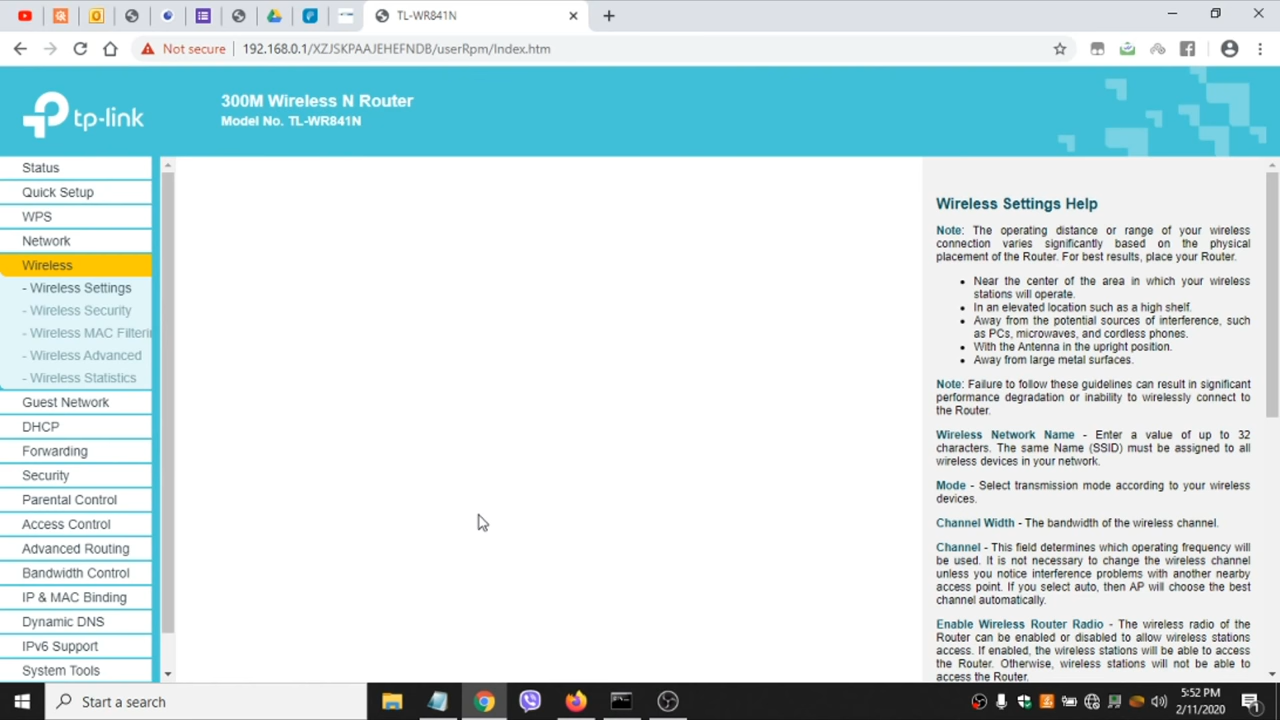 TL-WR841N
Not secure
192.168.0.1/XZJSKPAAJEHEFNDB/userRpm/Index.htm
tp-link
300M Wireless N Router
Model No. TL-WR841N
Status
Quick Setup
WPS
Network
Wireless
- Wireless Settings
- Wireless Security
- Wireless MAC Filterin
- Wireless Advanced
- Wireless Statistics
Guest Network
DHCP
Forwarding
Security
Parental Control
Access Control
Advanced Routing
Bandwidth Control
IP & MAC Binding
Dynamic DNS
IPv6 Support
System Tools
Wireless Settings Help
Note: The operating distance or range of your wireless
connection varies significantly based on the physical
placement of the Router. For best results, place your Router.
• Near the center of the area in which your wireless
stations will operate.
• In an elevated location such as a high shelf.
• Away from the potential sources of interference, such
as PCs, microwaves, and cordless phones.
• With the Antenna in the upright position.
• Away from large metal surfaces.
Note: Failure to follow these guidelines can result in significant
performance degradation or inability to wirelessly connect to
the Router.
Wireless Network Name - Enter a value of up to 32
characters. The same Name (SSID) must be assigned to all
wireless devices in your network.
Mode - Select transmission mode according to your wireless
devices.
Channel Width - The bandwidth of the wireless channel.
Channel - This field determines which operating frequency will
be used. It is not necessary to change the wireless channel
unless you notice interference problems with another nearby
access point. If you select auto, then AP will choose the best
channel automatically.
Enable Wireless Router Radio - The wireless radio of the
Router can be enabled or disabled to allow wireless stations
access. If enabled, the wireless stations will be able to access
the Router. Otherwise, wireless stations will not be able to
access the Router.
Start a search
5:52 PM
2/11/2020